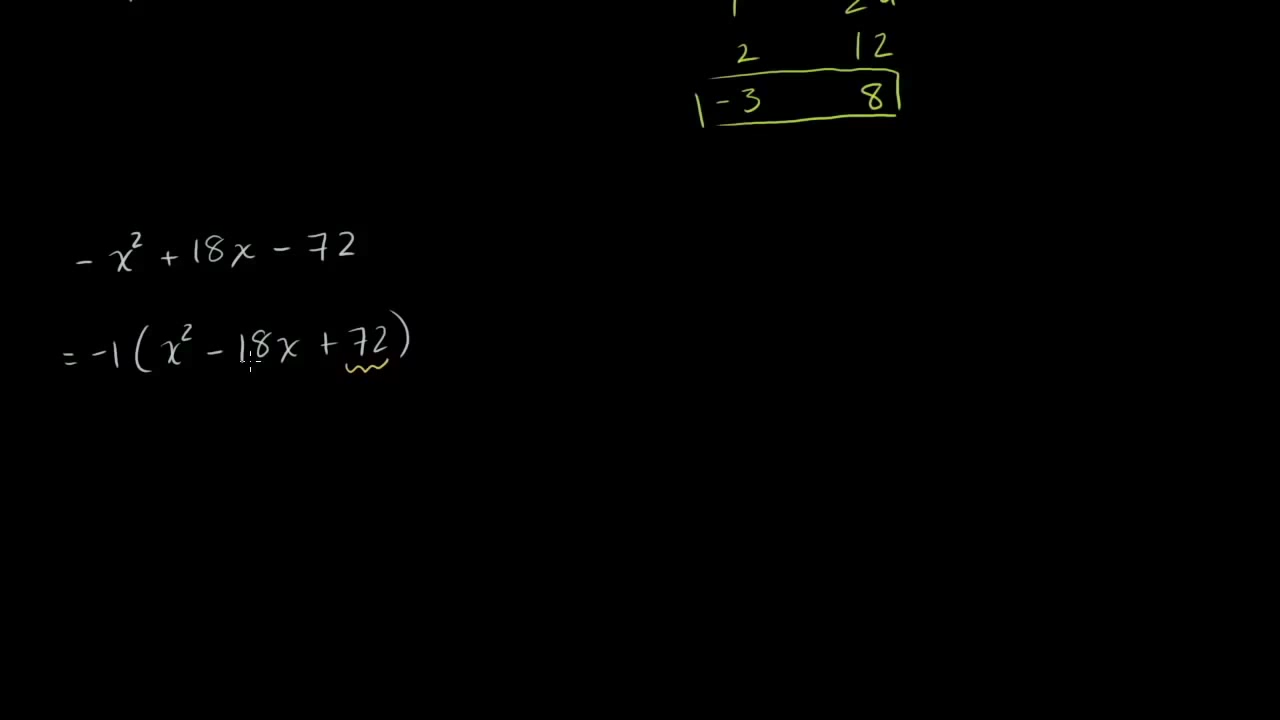 2 12
-3 8
-x² + 18x - 72
= -1(x² - 18x + 72)